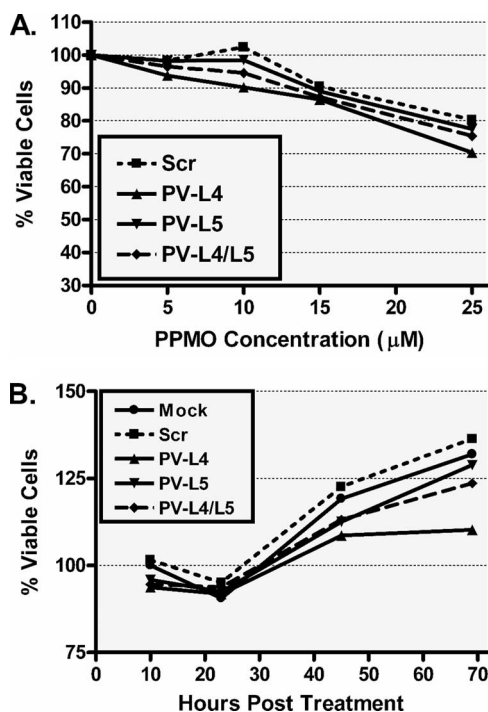 A.
% Viable Cells
110
100
90
80
70
60
50
40
30
Scr
PV-L4
PV-L5
PV-L4/L5
0 5 10 15 20 25
PPMO Concentration (μM)
B.
% Viable Cells
150
125
100
75
Mock
Scr
PV-L4
PV-L5
PV-L4/L5
0 10 20 30 40 50 60 70
Hours Post Treatment